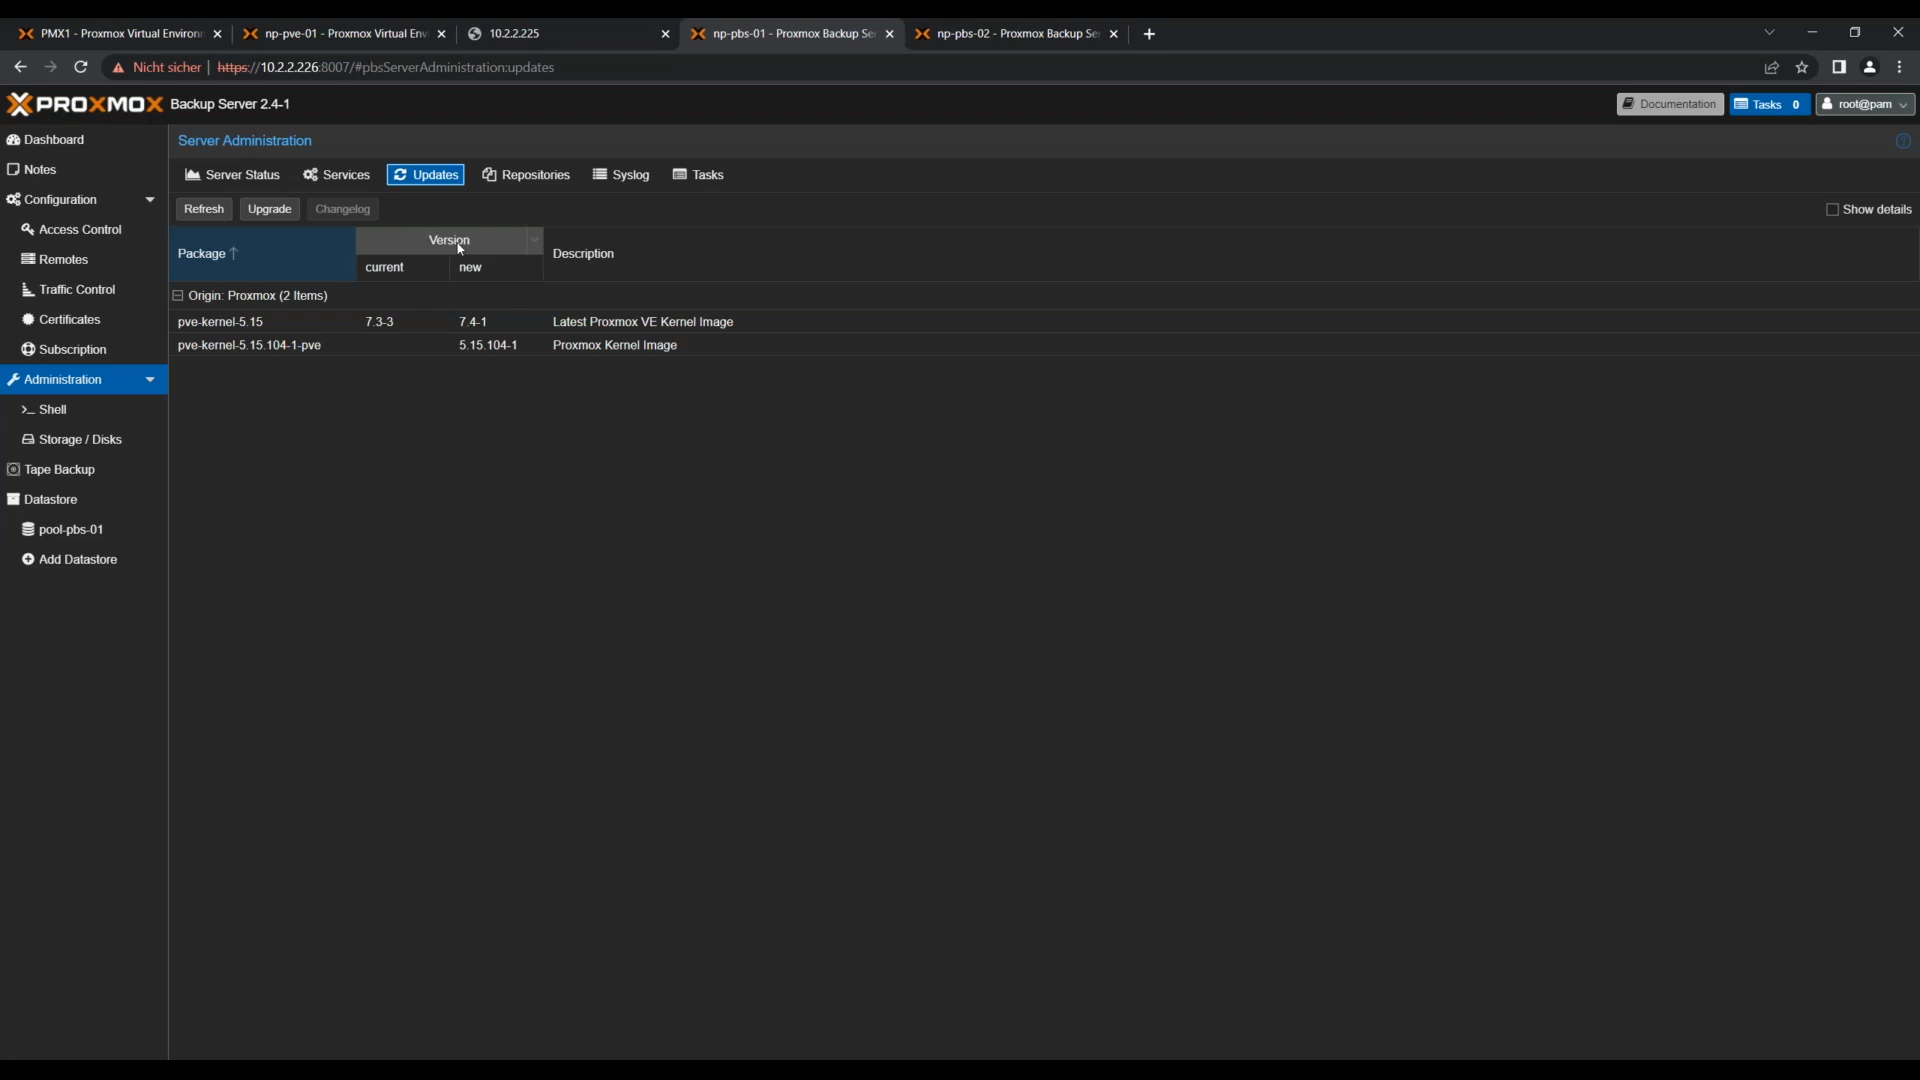 PMX1 - Proxmox Virtual Environ
np-pve-01 - Proxmox Virtual Env
10.2.2.225
np-pbs-01 - Proxmox Backup Se
np-pbs-02 - Proxmox Backup Se
Nicht sicher https://10.2.2.226:8007/#pbsServerAdministration:updates
PROXMOX Backup Server 2.4-1
Documentation
Tasks 0
root@pam
Dashboard
Notes
Configuration
Access Control
Remotes
Traffic Control
Certificates
Subscription
Administration
Shell
Storage / Disks
Tape Backup
Datastore
pool-pbs-01
Add Datastore
Server Administration
Server Status Services Updates Repositories Syslog Tasks
Refresh Upgrade Changelog Show details
Package Version Description
current new
Origin: Proxmox (2 Items)
pve-kernel-5.15 7.3-3 7.4-1 Latest Proxmox VE Kernel Image
pve-kernel-5.15.104-1-pve 5.15.104-1 Proxmox Kernel Image